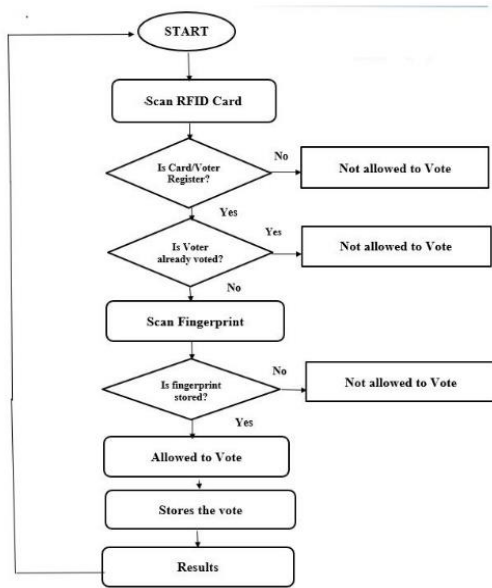 START
Scan RFID Card
Is Card/Voter
Register?
No
Not allowed to Vote
Yes
Is Voter
already voted?
Yes
Not allowed to Vote
No
Scan Fingerprint
Is fingerprint
stored?
No
Not allowed to Vote
Yes
Allowed to Vote
Stores the vote
Results